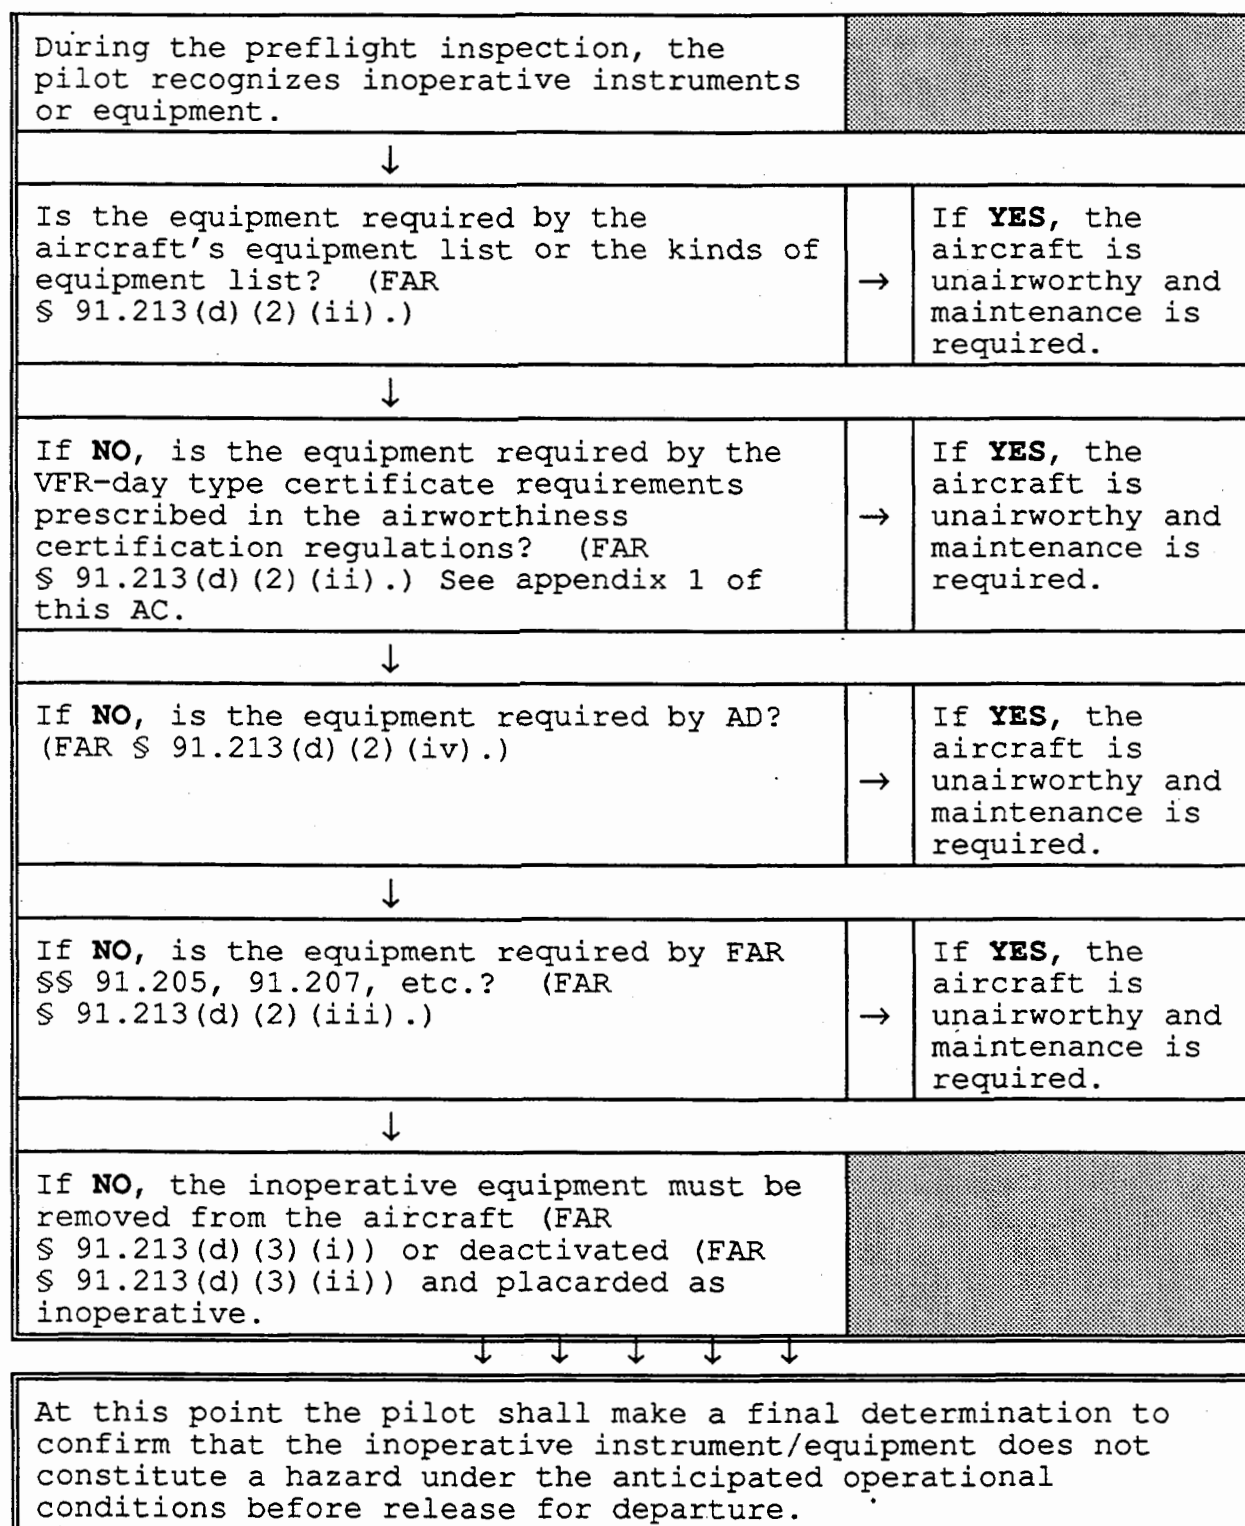 During the preflight inspection, the
pilot recognizes inoperative instruments
or equipment.
↓
Is the equipment required by the
aircraft's equipment list or the kinds of
equipment list? (FAR
§ 91.213(d)(2)(ii).)
→
If YES, the
aircraft is
unairworthy and
maintenance is
required.
↓
If NO, is the equipment required by the
VFR-day type certificate requirements
prescribed in the airworthiness
certification regulations? (FAR
§ 91.213(d)(2)(ii).) See appendix 1 of
this AC.
→
If YES, the
aircraft is
unairworthy and
maintenance is
required.
↓
If NO, is the equipment required by AD?
(FAR § 91.213(d)(2)(iv).)
→
If YES, the
aircraft is
unairworthy and
maintenance is
required.
↓
If NO, is the equipment required by FAR
§§ 91.205, 91.207, etc.? (FAR
§ 91.213(d)(2)(iii).)
→
If YES, the
aircraft is
unairworthy and
maintenance is
required.
↓
If NO, the inoperative equipment must be
removed from the aircraft (FAR
§ 91.213(d)(3)(i)) or deactivated (FAR
§ 91.213(d)(3)(ii)) and placarded as
inoperative.
↓ ↓ ↓ ↓ ↓
At this point the pilot shall make a final determination to
confirm that the inoperative instrument/equipment does not
constitute a hazard under the anticipated operational
conditions before release for departure.